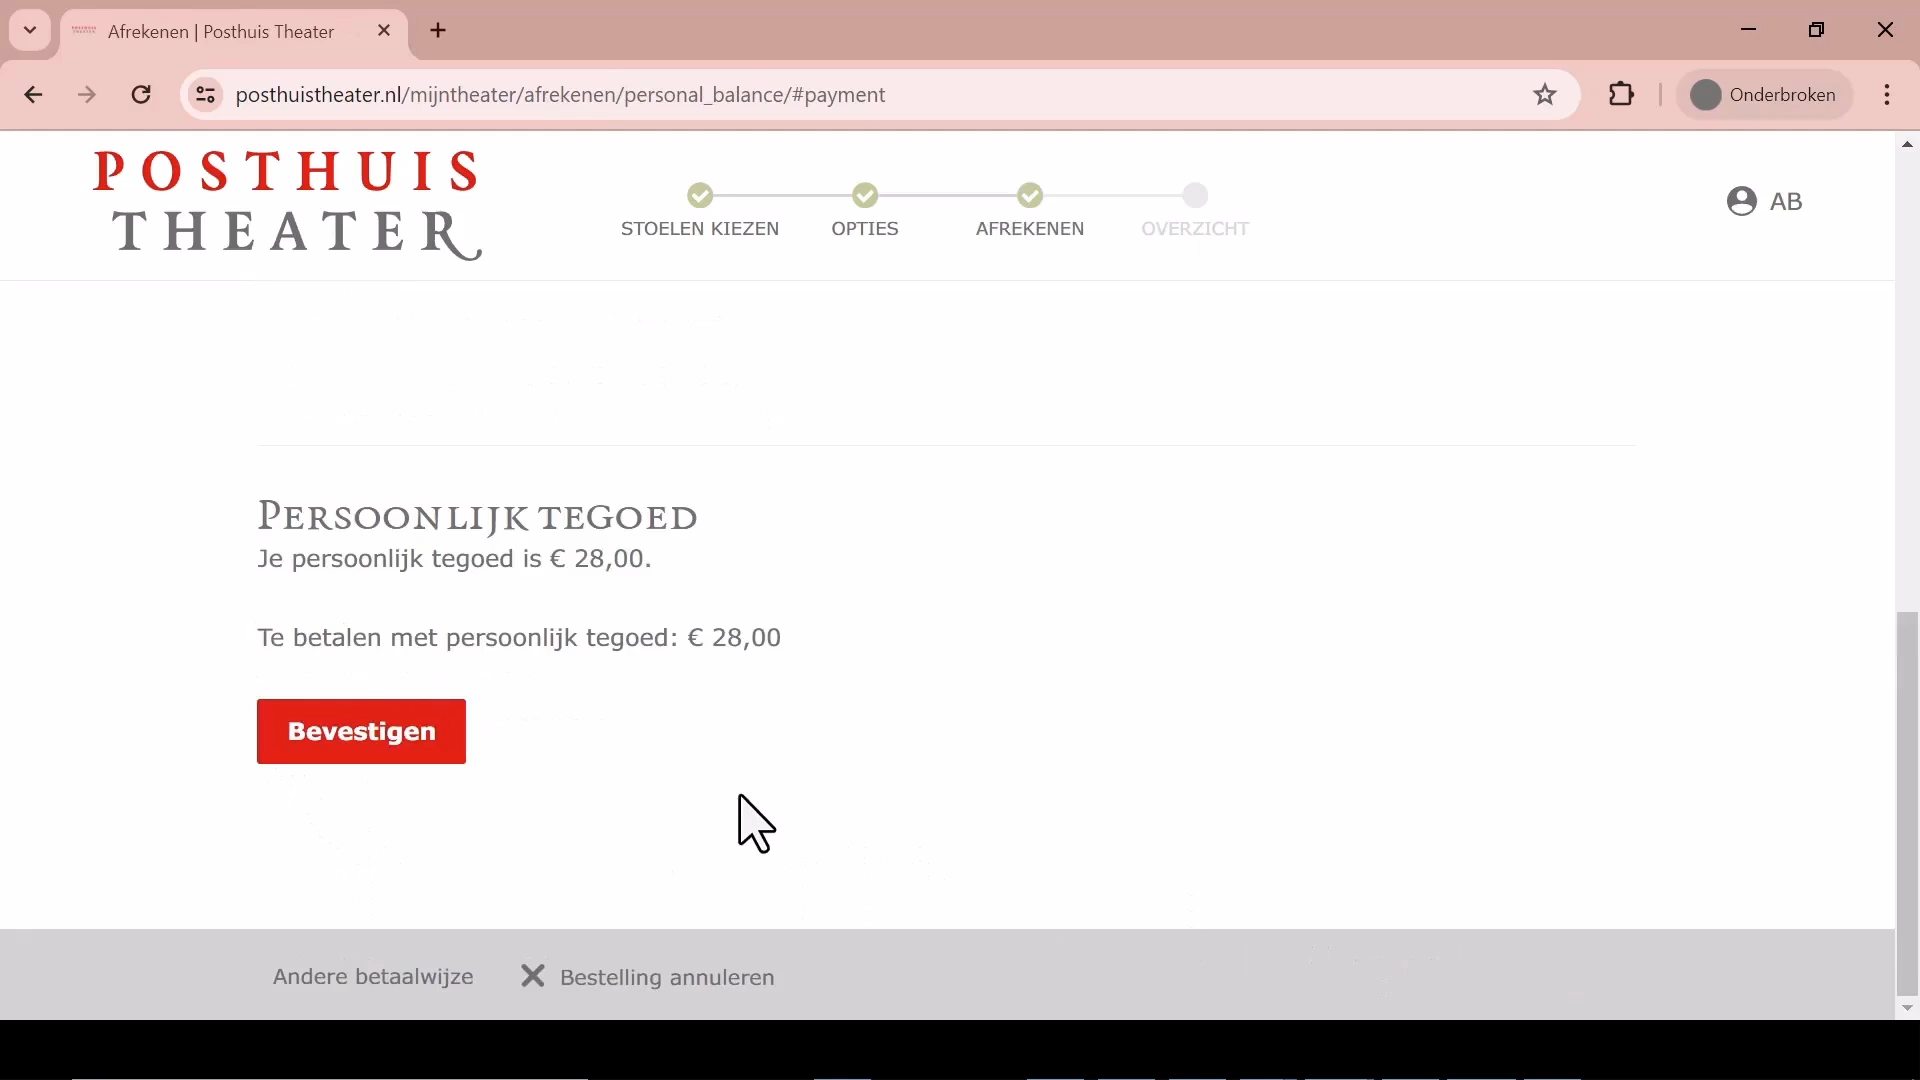 Afrekenen | Posthuis Theater
posthuistheater.nl/mijntheater/afrekenen/personal_balance/#payment
Onderbroken
POSTHUIS
THEATER
STOELEN KIEZEN
OPTIES
AFREKENEN
OVERZICHT
AB
Persoonlijk tegoed
Je persoonlijk tegoed is € 28,00.
Te betalen met persoonlijk tegoed: € 28,00
Bevestigen
Andere betaalwijze
Bestelling annuleren